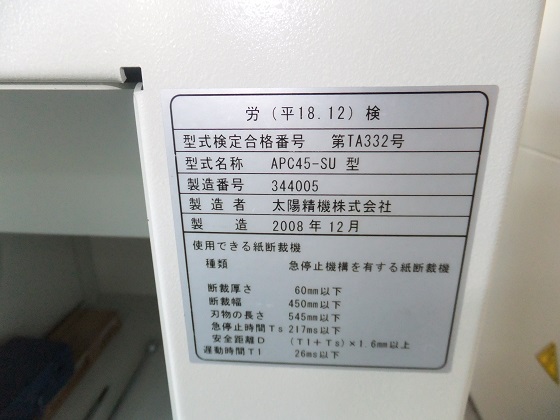 労（平18.12）検
型式検定合格番号 第TA332号
型式名称 APC45-SU 型
製造番号 344005
製造者 太陽精機株式会社
製造 2008年12月
使用できる紙断裁機
種類 急停止機構を有する紙断裁機
断裁厚さ 60mm以下
断裁幅 450mm以下
刃物の長さ 545mm以下
急停止時間Ts 217ms以下
安全距離D (T1+Ts)×1.6mm以上
遅動時間T1 26ms以下